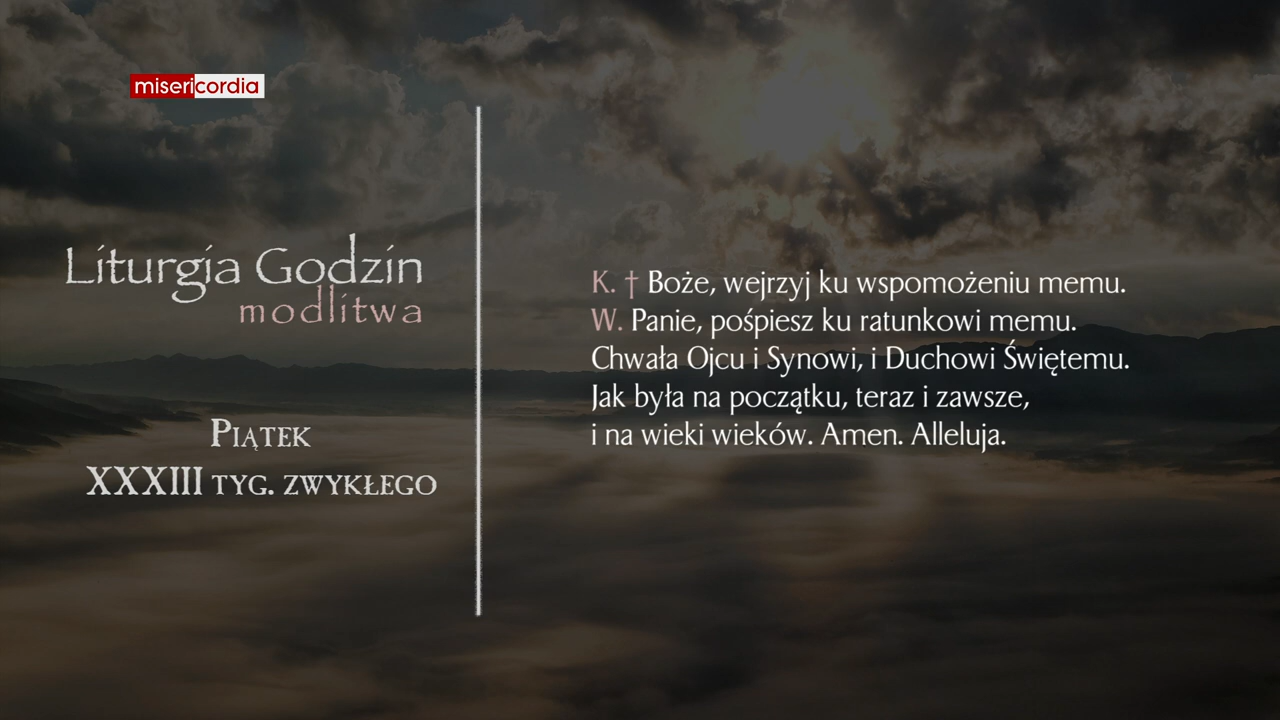 misericordia
Liturgia Godzin
modlitwa
Piątek
XXXIII tyg. zwykłego
K. † Boże, wejrzyj ku wspomożeniu memu.
W. Panie, pośpiesz ku ratunkowi memu.
Chwała Ojcu i Synowi, i Duchowi Świętemu.
Jak była na początku, teraz i zawsze,
i na wieki wieków. Amen. Alleluja.